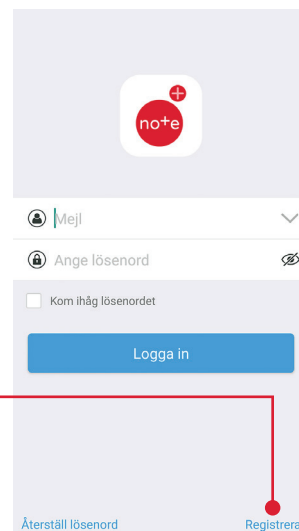 no+e
Mejl
Ange lösenord
Kom ihåg lösenordet
Logga in
Återställ lösenord
Registrera